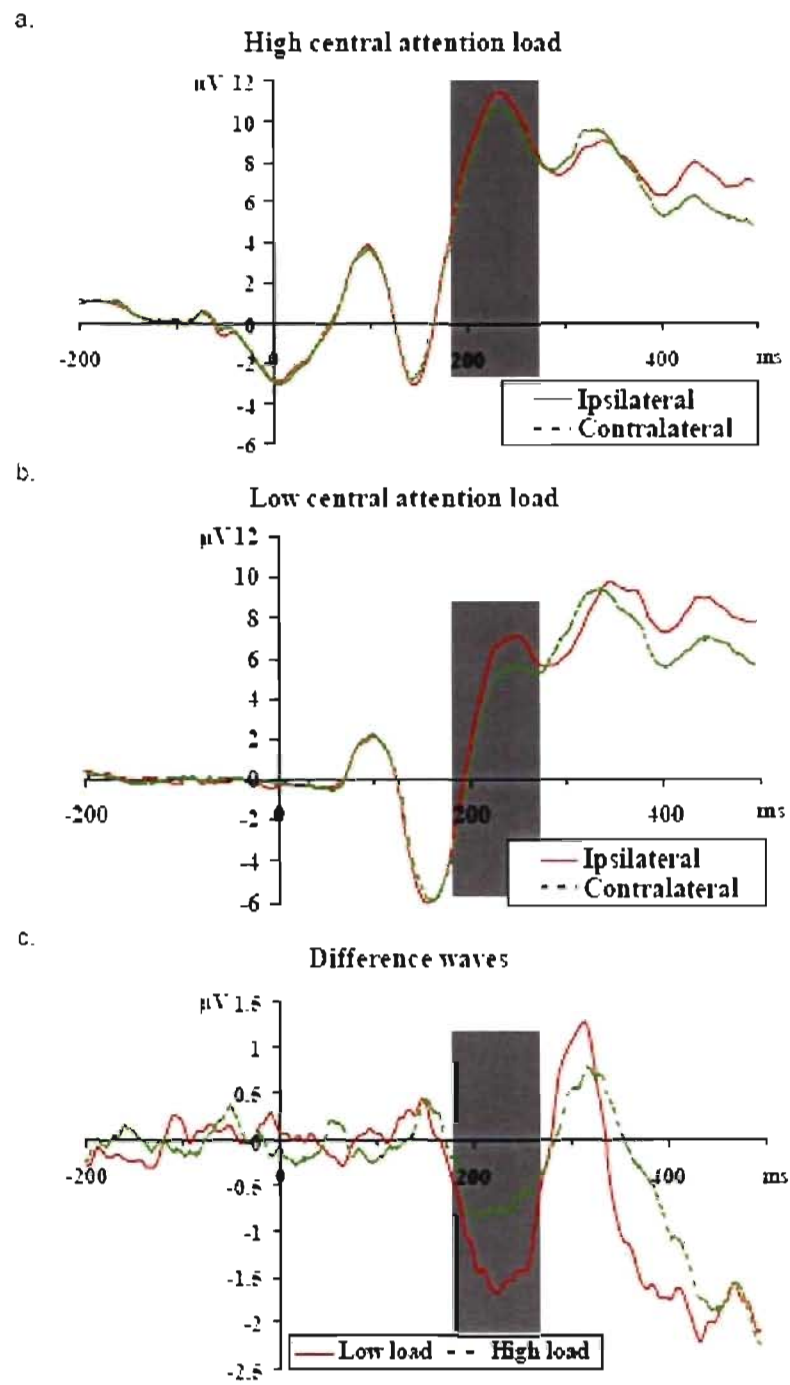 a.
High central attention load
µV 12
10
8
6
4
2
0
-200 -2 0 200 400 ms
-4
-6
Ipsilateral
Contralateral
b.
Low central attention load
µV 12
10
8
6
4
2
0
-200 0 200 400 ms
-2
-4
-6
Ipsilateral
Contralateral
c.
Difference waves
µV 1.5
1
0.5
0
-200 0 200 400 ms
-0.5
-1
-1.5
-2
-2.5
Low load High load